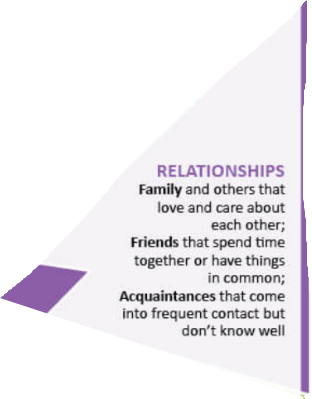 RELATIONSHIPS
Family and others that
love and care about
each other;
Friends that spend time
together or have things
in common;
Acquaintances that come
into frequent contact but
don't know well